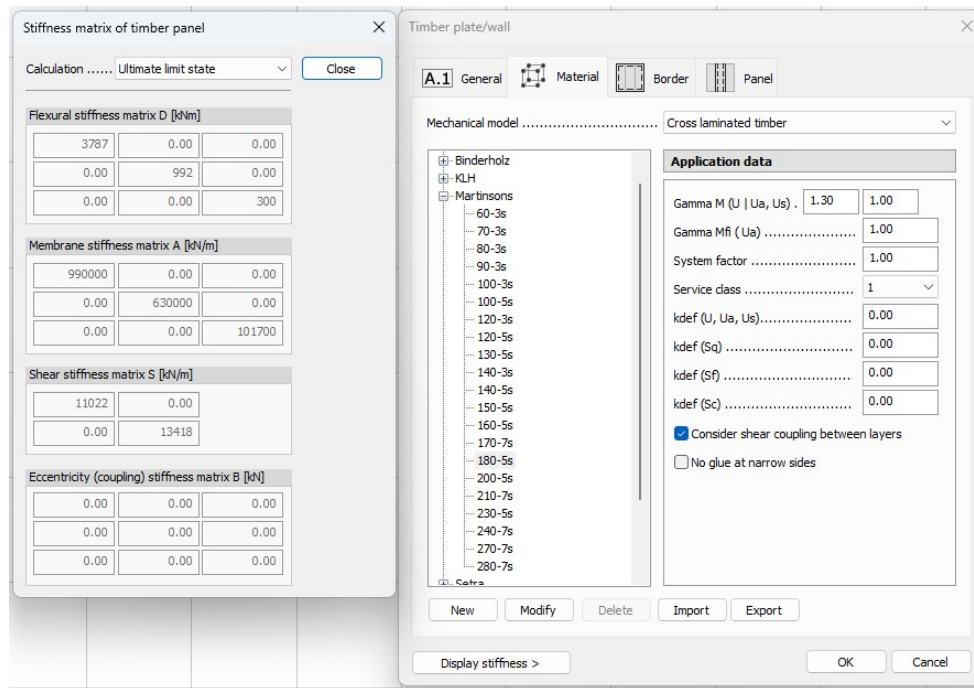 Stiffness matrix of timber panel
Calculation ...... Ultimate limit state
Close
Flexural stiffness matrix D [kNm]
3787 0.00 0.00
0.00 992 0.00
0.00 0.00 300
Membrane stiffness matrix A [kN/m]
990000 0.00 0.00
0.00 630000 0.00
0.00 0.00 101700
Shear stiffness matrix S [kN/m]
11022 0.00
0.00 13418
Eccentricity (coupling) stiffness matrix B [kN]
0.00 0.00 0.00
0.00 0.00 0.00
0.00 0.00 0.00
Timber plate/wall
A.1 General Material Border Panel
Mechanical model ............................... Cross laminated timber
Binderholz
KLH
Martinsons
60-3s
70-3s
80-3s
90-3s
100-3s
100-5s
120-3s
120-5s
130-5s
140-3s
140-5s
150-5s
160-5s
170-7s
180-5s
200-5s
210-7s
230-5s
240-7s
270-7s
280-7s
Setra
Application data
Gamma M (U | Ua, Us) . 1.30 1.00
Gamma Mfi ( Ua) ..................... 1.00
System factor ........................ 1.00
Service class ......................... 1
kdef (U, Ua, Us)...................... 0.00
kdef (Sq) .............................. 0.00
kdef (Sf) ............................... 0.00
kdef (Sc) .............................. 0.00
Consider shear coupling between layers
No glue at narrow sides
New Modify Delete Import Export
Display stiffness >
OK Cancel